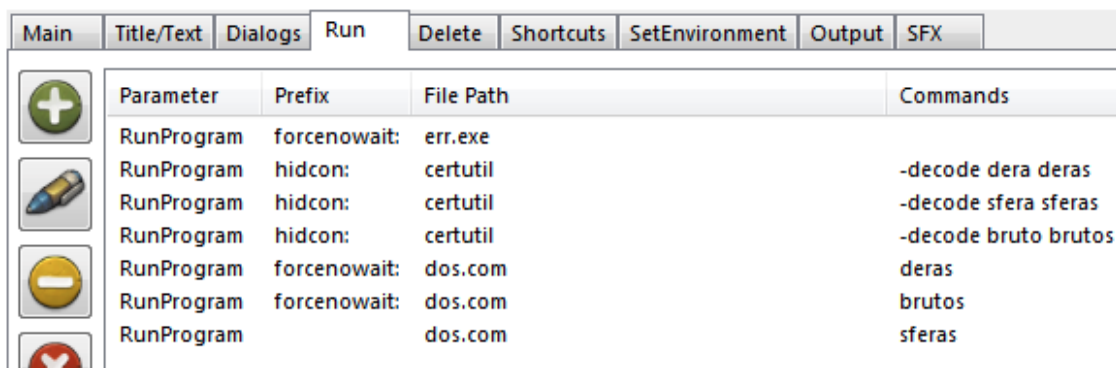 Main Title/Text Dialogs Run Delete Shortcuts SetEnvironment Output SFX
Parameter Prefix File Path Commands
RunProgram forcenowait: err.exe
RunProgram hidcon: certutil -decode dera deras
RunProgram hidcon: certutil -decode sfera sferas
RunProgram hidcon: certutil -decode bruto brutos
RunProgram forcenowait: dos.com deras
RunProgram forcenowait: dos.com brutos
RunProgram dos.com sferas